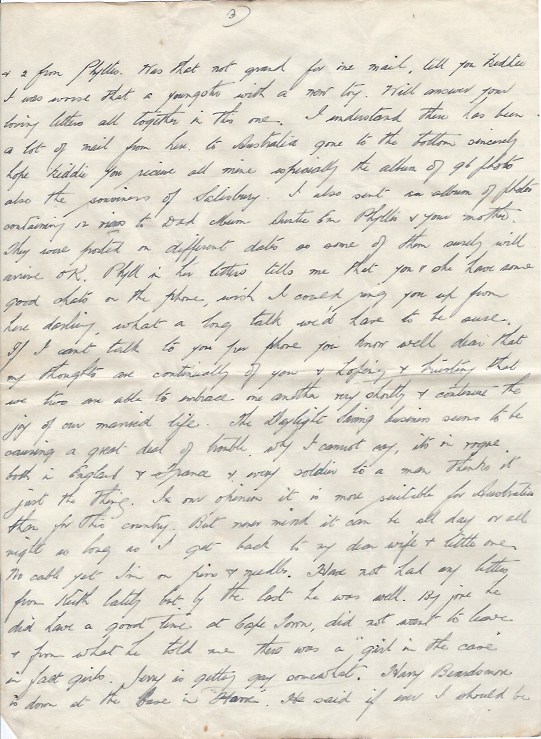 3
& 2 from Phyllis. Was that not grand for one mail, tell you Kiddie
I was worse that a youngster with a new toy. Will answer your
loving letters all together in this one. I understand there has been
a lot of mail from here to Australia gone to the bottom sincerely
hope Kiddie you receive all mine especially the album of 96 photos
also the souvenirs of Salisbury. I also sent an album of photos
containing 12 views to Dad Mum Auntie Em Phyllis & your mother.
They were posted on different dates so some of them surely will
arrive OK. Phyll in her letters tells me that you & she have some
good chats on the phone, wish I could ring you up from
here darling, what a long talk we'd have to be sure.
If I cant talk to you per phone you know well dear that
my thoughts are continually of you & hoping & trusting that
we two are able to embrace one another very shortly & continue the
joy of our married life. The Daylight Saving business seems to be
causing a great deal of trouble, why I cannot say, its in vogue
both in England & France & every soldier to a man thinks it
just the thing. In our opinion it is more suitable for Australia
than for this country. But never mind it can be all day or all
night so long as I get back to my dear wife & little one.
No cable yet I'm on pins & needles. Have not had any letters
from Keith lately but by the last he was well. By jove he
did have a good time at Cape Town, did not want to leave
& from what he told me there was a "girl in the case"
in fact girls. Jerry is getting gay somewhat. Harry Beardsmore
is down at the Base in "Havre". He said if ever I should be